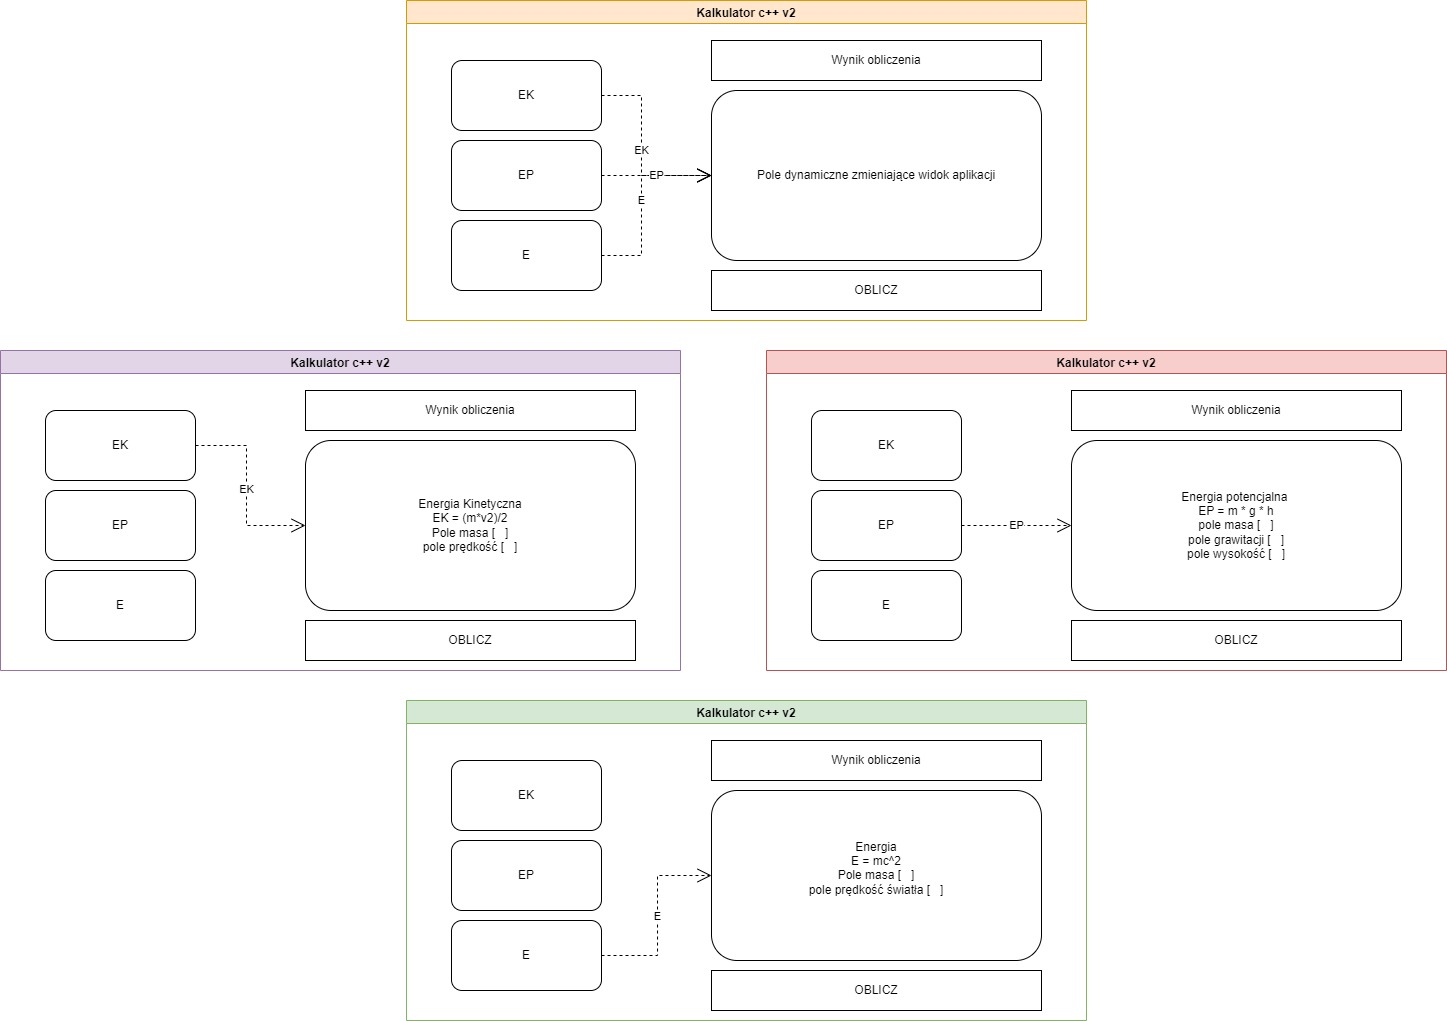 Kalkulator c++ v2
Wynik obliczenia
EK
EK
EP
EP
Pole dynamiczne zmieniające widok aplikacji
E
E
OBLICZ
Kalkulator c++ v2
Wynik obliczenia
EK
EK
EP
E
Energia Kinetyczna
EK = (m*v2)/2
Pole masa [   ]
pole prędkość [   ]
OBLICZ
Kalkulator c++ v2
Wynik obliczenia
EK
EP
EP
E
Energia potencjalna
EP = m * g * h
pole masa [   ]
pole grawitacji [   ]
pole wysokość [   ]
OBLICZ
Kalkulator c++ v2
Wynik obliczenia
EK
EP
E
E
Energia
E = mc^2
Pole masa [   ]
pole prędkość światła [   ]
OBLICZ